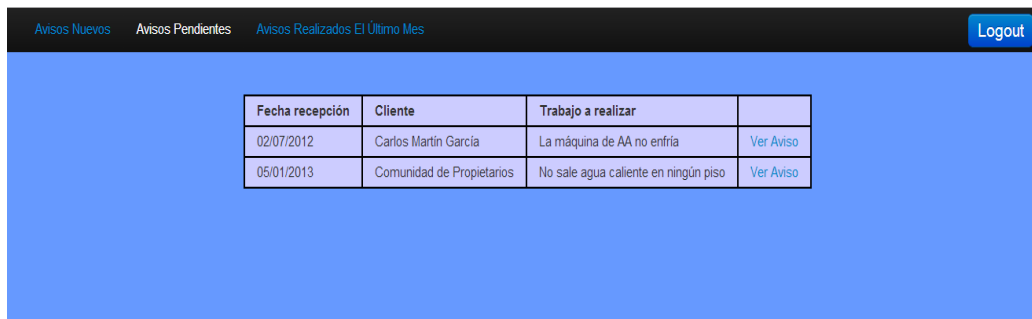 Avisos Nuevos Avisos Pendientes Avisos Realizados El Último Mes Logout
Fecha recepción Cliente Trabajo a realizar
02/07/2012 Carlos Martín García La máquina de AA no enfría Ver Aviso
05/01/2013 Comunidad de Propietarios No sale agua caliente en ningún piso Ver Aviso